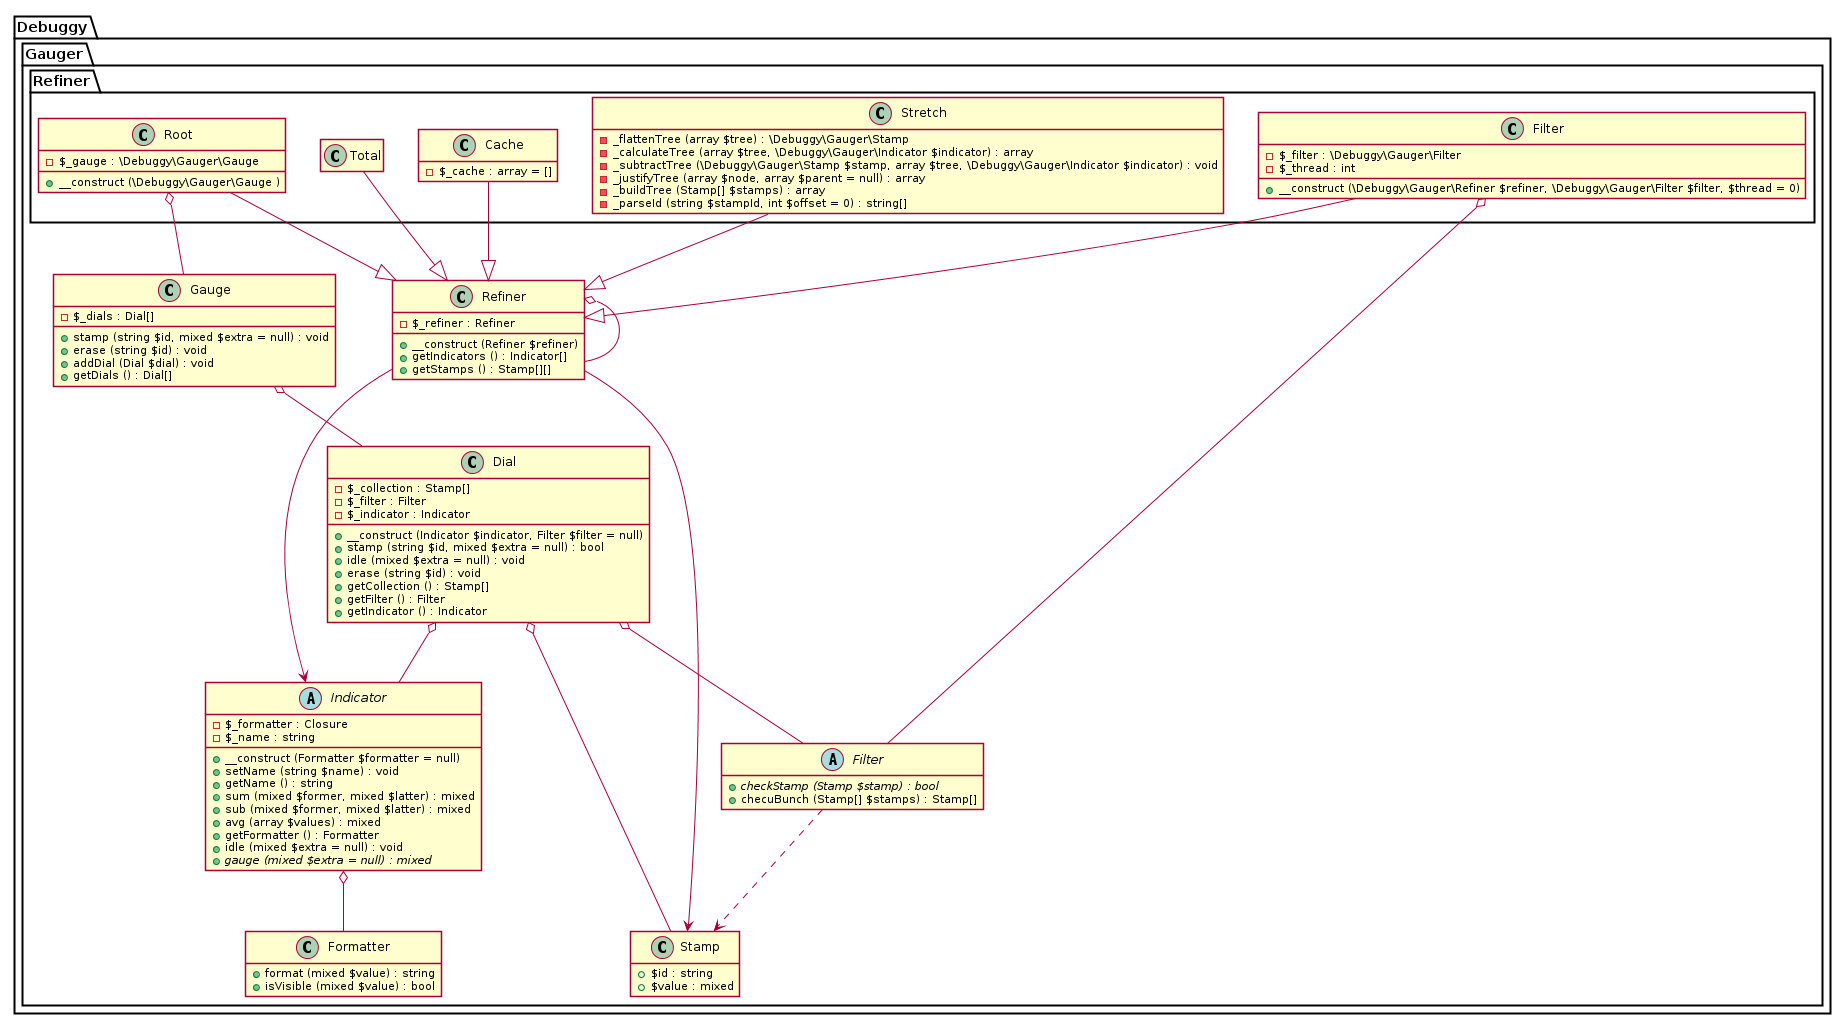 Debuggy
Gauger
Refiner
C Root
$_gauge : \Debuggy\Gauger\Gauge
__construct (\Debuggy\Gauger\Gauge )
C Total
C Cache
$_cache : array = []
C Stretch
_flattenTree (array $tree) : \Debuggy\Gauger\Stamp
_calculateTree (array $tree, \Debuggy\Gauger\Indicator $indicator) : array
_subtractTree (\Debuggy\Gauger\Stamp $stamp, array $tree, \Debuggy\Gauger\Indicator $indicator) : void
_justifyTree (array $node, array $parent = null) : array
_buildTree (Stamp[] $stamps) : array
_parseId (string $stampId, int $offset = 0) : string[]
C Filter
$_filter : \Debuggy\Gauger\Filter
$_thread : int
__construct (\Debuggy\Gauger\Refiner $refiner, \Debuggy\Gauger\Filter $filter, $thread = 0)
C Gauge
$_dials : Dial[]
stamp (string $id, mixed $extra = null) : void
erase (string $id) : void
addDial (Dial $dial) : void
getDials () : Dial[]
C Refiner
$_refiner : Refiner
__construct (Refiner $refiner)
getIndicators () : Indicator[]
getStamps () : Stamp[][]
C Dial
$_collection : Stamp[]
$_filter : Filter
$_indicator : Indicator
__construct (Indicator $indicator, Filter $filter = null)
stamp (string $id, mixed $extra = null) : bool
idle (mixed $extra = null) : void
erase (string $id) : void
getCollection () : Stamp[]
getFilter () : Filter
getIndicator () : Indicator
A Indicator
$_formatter : Closure
$_name : string
__construct (Formatter $formatter = null)
setName (string $name) : void
getName () : string
sum (mixed $former, mixed $latter) : mixed
sub (mixed $former, mixed $latter) : mixed
avg (array $values) : mixed
getFormatter () : Formatter
idle (mixed $extra = null) : void
gauge (mixed $extra = null) : mixed
A Filter
checkStamp (Stamp $stamp) : bool
checuBunch (Stamp[] $stamps) : Stamp[]
C Formatter
format (mixed $value) : string
isVisible (mixed $value) : bool
C Stamp
$id : string
$value : mixed